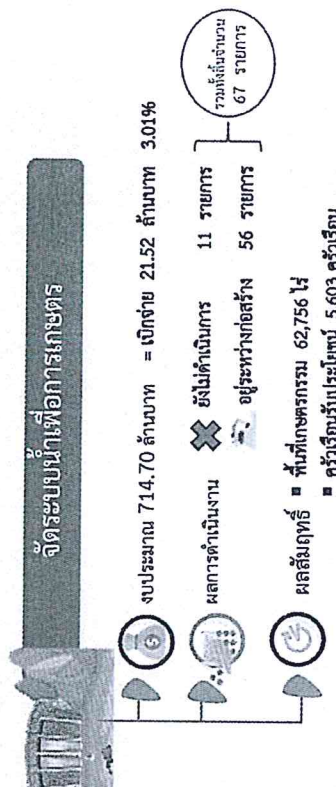 จัดระบบน้ำเพื่อการเกษตร
งบประมาณ 714.70 ล้านบาท = เบิกจ่าย 21.52 ล้านบาท 3.01%
ผลการดำเนินงาน
ยังไม่ดำเนินการ 11 รายการ
อยู่ระหว่างก่อสร้าง 56 รายการ
รวมทั้งสิ้นจำนวน
67 รายการ
ผลสัมฤทธิ์ ▪ พื้นที่เกษตรกรรม 62,756 ไร่
▪ ครัวเรือนรับประโยชน์ 5,603 ครัวเรือน